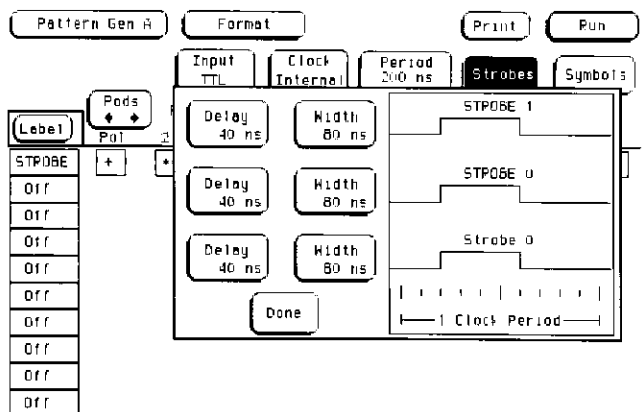 Pattern Gen A
Format
Print
Run
Input
TTL
Clock
Internal
Period
200 ns
Strobes
Symbols
Label
Pods
Pol
Delay
40 ns
Width
80 ns
STROBE 1
STROBE
+
Delay
40 ns
Width
80 ns
STROBE 0
Off
Off
Off
Delay
40 ns
Width
80 ns
Strobe 0
Off
Off
Done
1 Clock Period
Off
Off
Off
Off